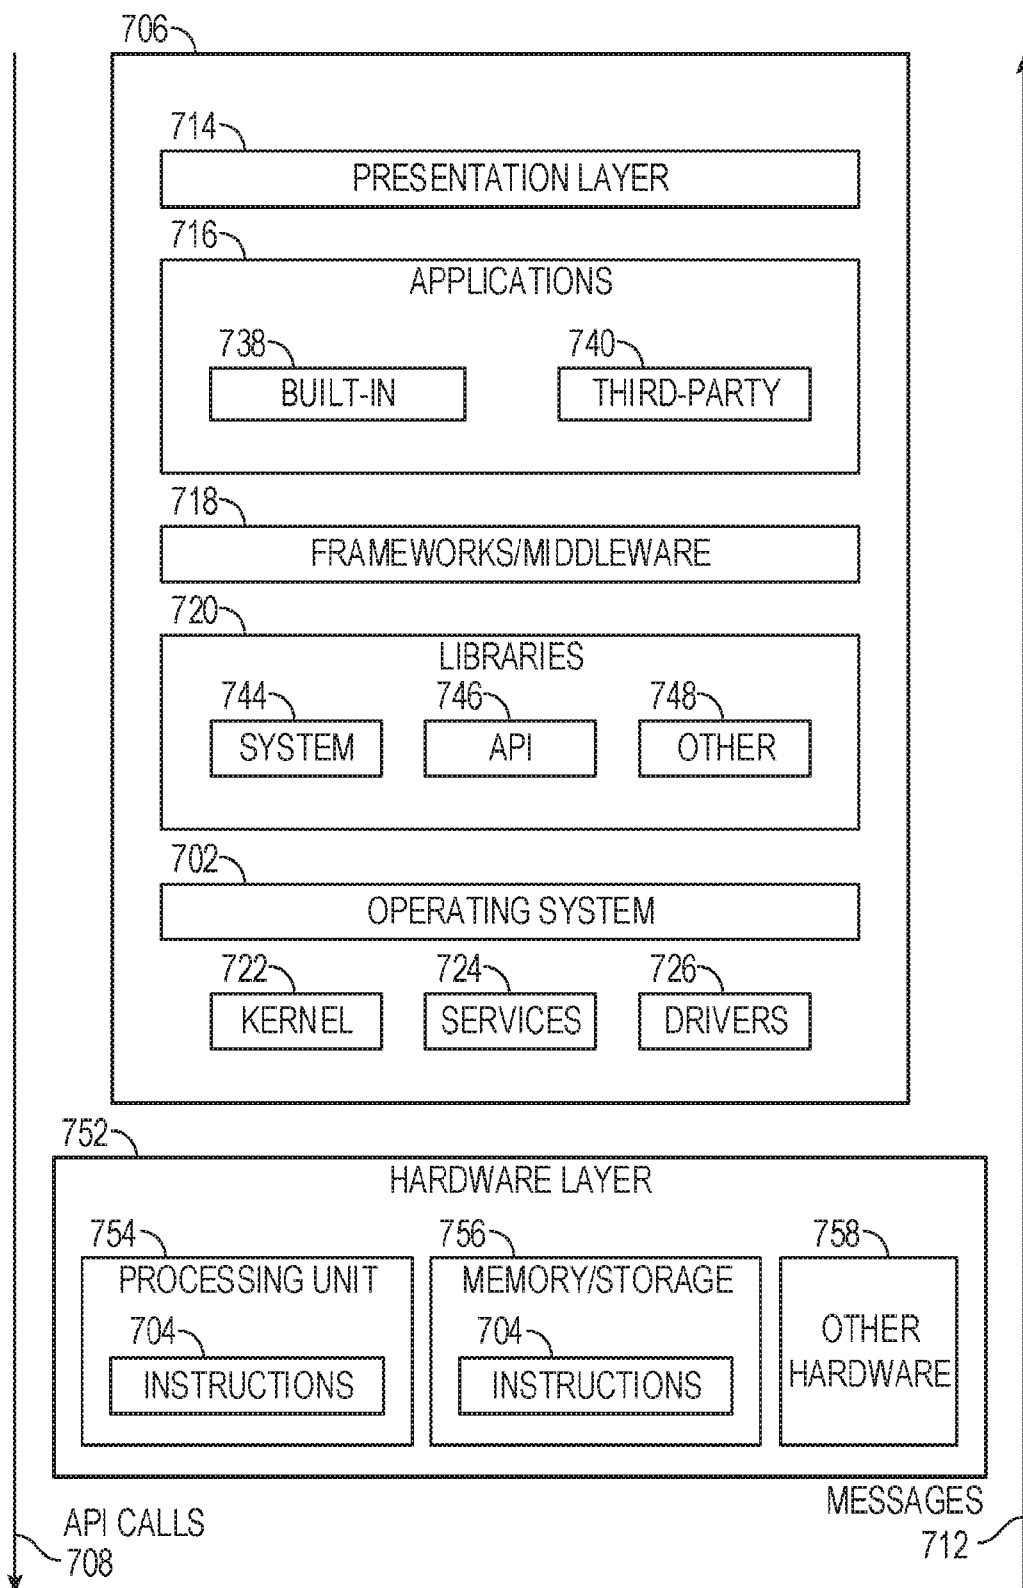 706
714
PRESENTATION LAYER
716
APPLICATIONS
738 740
BUILT-IN THIRD-PARTY
718
FRAMEWORKS/MIDDLEWARE
720
LIBRARIES
744 746 748
SYSTEM API OTHER
702
OPERATING SYSTEM
722 724 726
KERNEL SERVICES DRIVERS
752
HARDWARE LAYER
754 756 758
PROCESSING UNIT MEMORY/STORAGE
704 704 OTHER
INSTRUCTIONS INSTRUCTIONS HARDWARE
MESSAGES
712
API CALLS
708